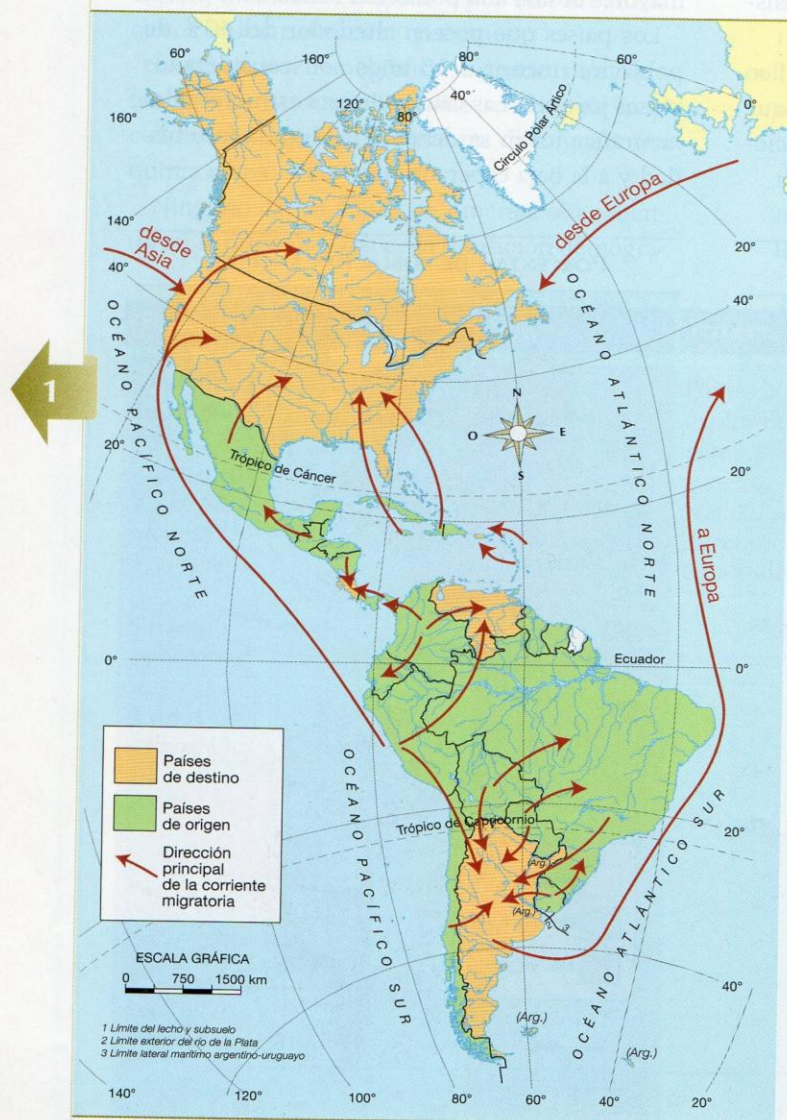 60°
160°
80°
60°
160°
120°
80°
40°
0°
Círculo Polar Ártico
140°
desde
Asia
desde Europa
20°
40°
40°
OCÉANO PACÍFICO NORTE
OCÉANO ATLÁNTICO NORTE
1
N
O
E
S
20°
Trópico de Cáncer
20°
a Europa
0°
Ecuador
0°
Países
de destino
Países
de origen
Dirección
principal
de la corriente
migratoria
OCÉANO PACÍFICO SUR
Trópico de Capricornio
20°
(Arg.)
(Arg.)
1
2
3
OCÉANO ATLÁNTICO SUR
ESCALA GRÁFICA
0 750 1500 km
40°
(Arg.)
(Arg.)
1 Límite del lecho y subsuelo
2 Límite exterior del río de la Plata
3 Límite lateral marítimo argentino-uruguayo
140°
120°
100°
80°
60°
40°
20°